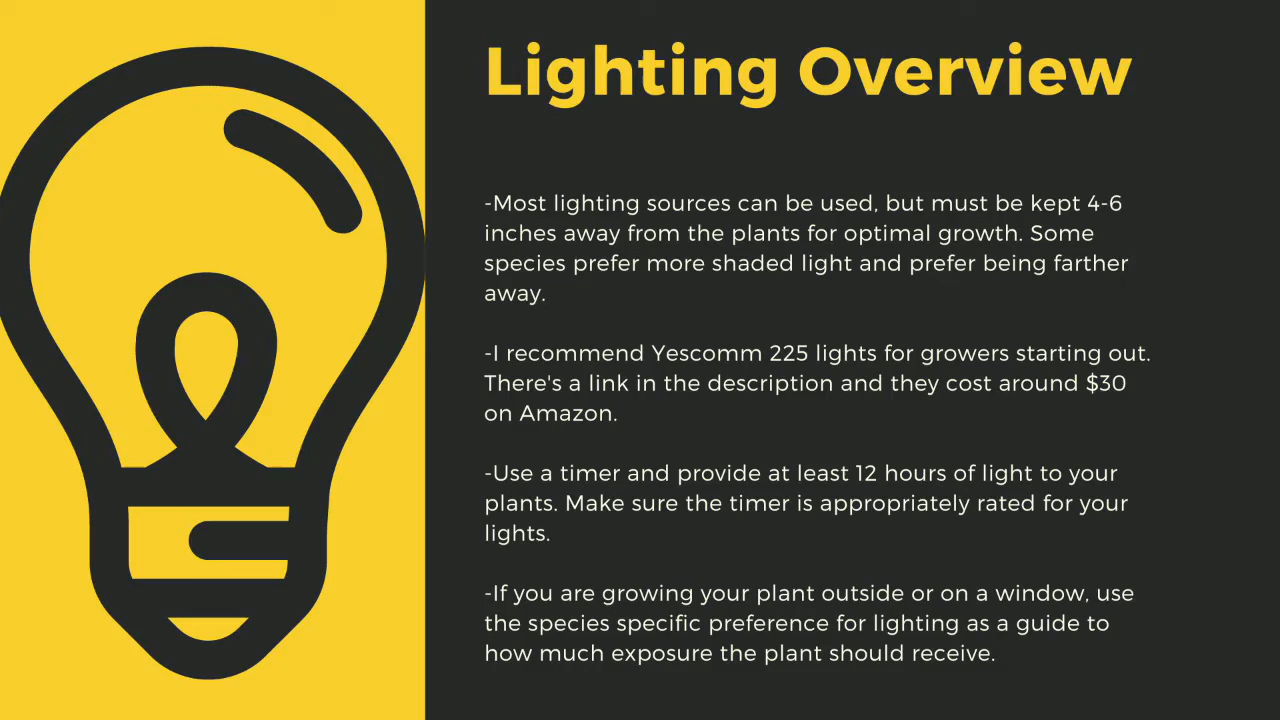 Lighting Overview
-Most lighting sources can be used, but must be kept 4-6
inches away from the plants for optimal growth. Some
species prefer more shaded light and prefer being farther
away.
-I recommend Yescomm 225 lights for growers starting out.
There's a link in the description and they cost around $30
on Amazon.
-Use a timer and provide at least 12 hours of light to your
plants. Make sure the timer is appropriately rated for your
lights.
-If you are growing your plant outside or on a window, use
the species specific preference for lighting as a guide to
how much exposure the plant should receive.